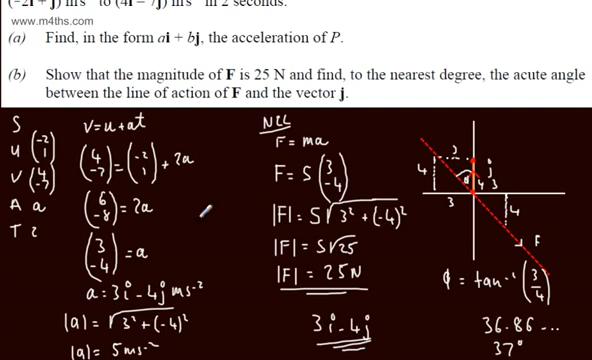 (-2i + j) m s to (4i – 7j) m s in 2 seconds.
www.m4ths.com
(a) Find, in the form ai + bj, the acceleration of P.
(b) Show that the magnitude of F is 25 N and find, to the nearest degree, the acute angle
between the line of action of F and the vector j.
S
U (-2 1)
V (4 -7)
A a
T 2
V = u + at
(4 -7) = (-2 1) + 2a
(6 -8) = 2a
(3 -4) = a
a = 3i - 4j ms⁻²
|a| = √3² + (-4)²
|a| = 5ms⁻²
N2L
F = ma
F = 5(3 -4)
|F| = 5√3² + (-4)²
|F| = 5√25
|F| = 25N
3i - 4j
3
j
4
θ
4
3
3
4
F
φ = tan⁻¹(3/4)
36.86...
37°